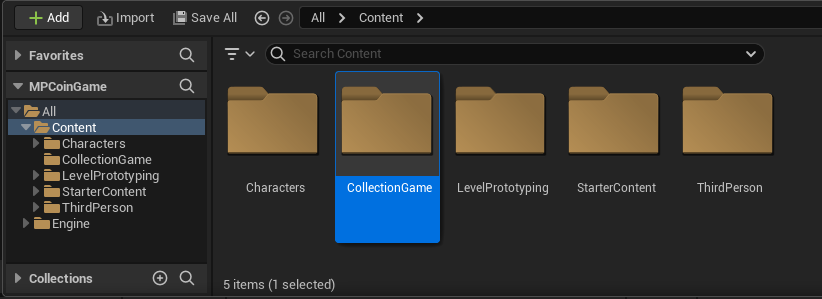 Add Import Save All All Content
Favorites
Search Content
MPCoinGame
All
Content
Characters
CollectionGame
LevelPrototyping
StarterContent
ThirdPerson
Engine
Characters CollectionGame LevelPrototyping StarterContent ThirdPerson
Collections
5 items (1 selected)